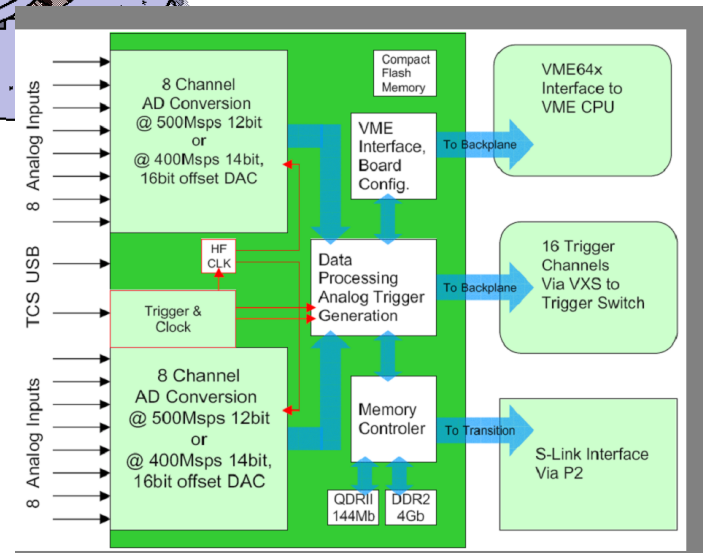 8 Analog Inputs
8 Channel
AD Conversion
@ 500Msps 12bit
or
@ 400Msps 14bit,
16bit offset DAC
Compact
Flash
Memory
VME
Interface,
Board
Config.
To Backplane
VME64x
Interface to
VME CPU
TCS USB
HF
CLK
Trigger &
Clock
Data
Processing
Analog Trigger
Generation
To Backplane
16 Trigger
Channels
Via VXS to
Trigger Switch
8 Analog Inputs
8 Channel
AD Conversion
@ 500Msps 12bit
or
@ 400Msps 14bit,
16bit offset DAC
Memory
Controler
To Transition
S-Link Interface
Via P2
QDRII
144Mb
DDR2
4Gb